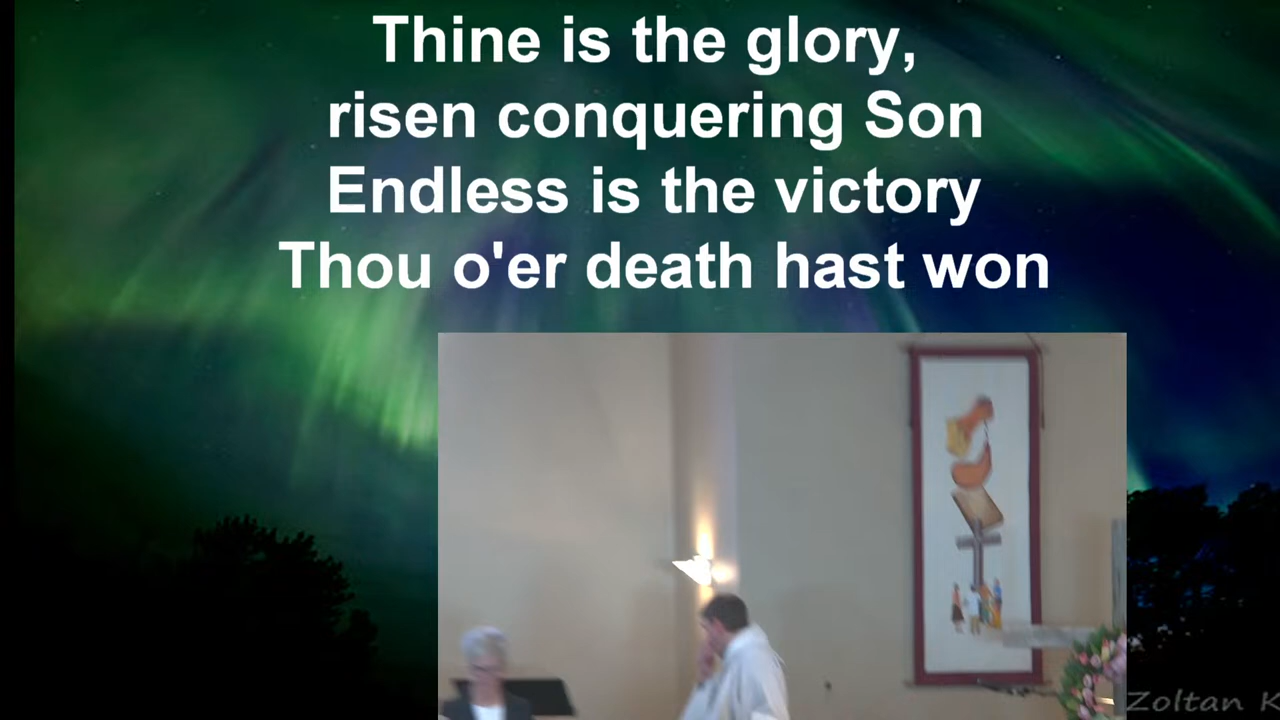 Thine is the glory,
risen conquering Son
Endless is the victory
Thou o'er death hast won
Zoltan K